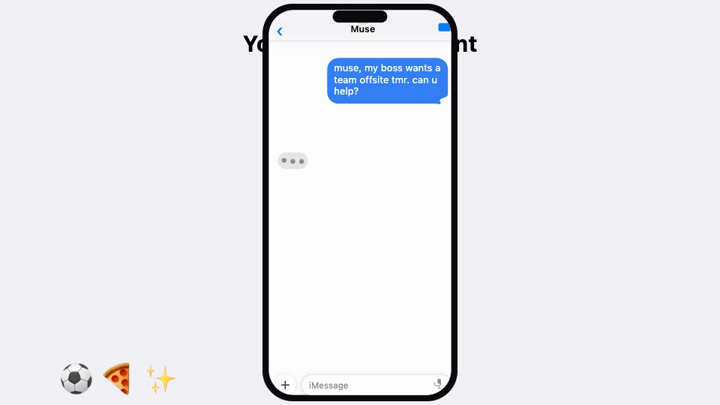 Muse
muse, my boss wants a
team offsite tmr. can u
help?
iMessage